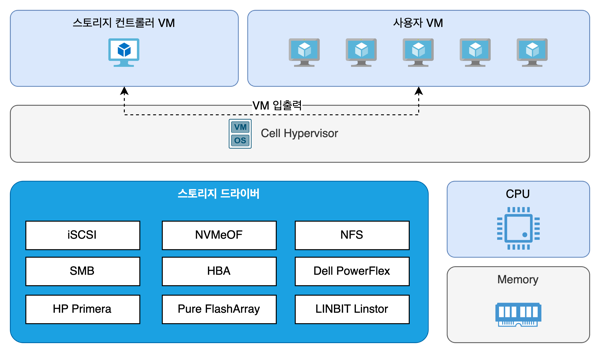 스토리지 컨트롤러 VM
사용자 VM
VM 입출력
VM
OS
Cell Hypervisor
스토리지 드라이버
iSCSI
NVMeOF
NFS
SMB
HBA
Dell PowerFlex
HP Primera
Pure FlashArray
LINBIT Linstor
CPU
Memory